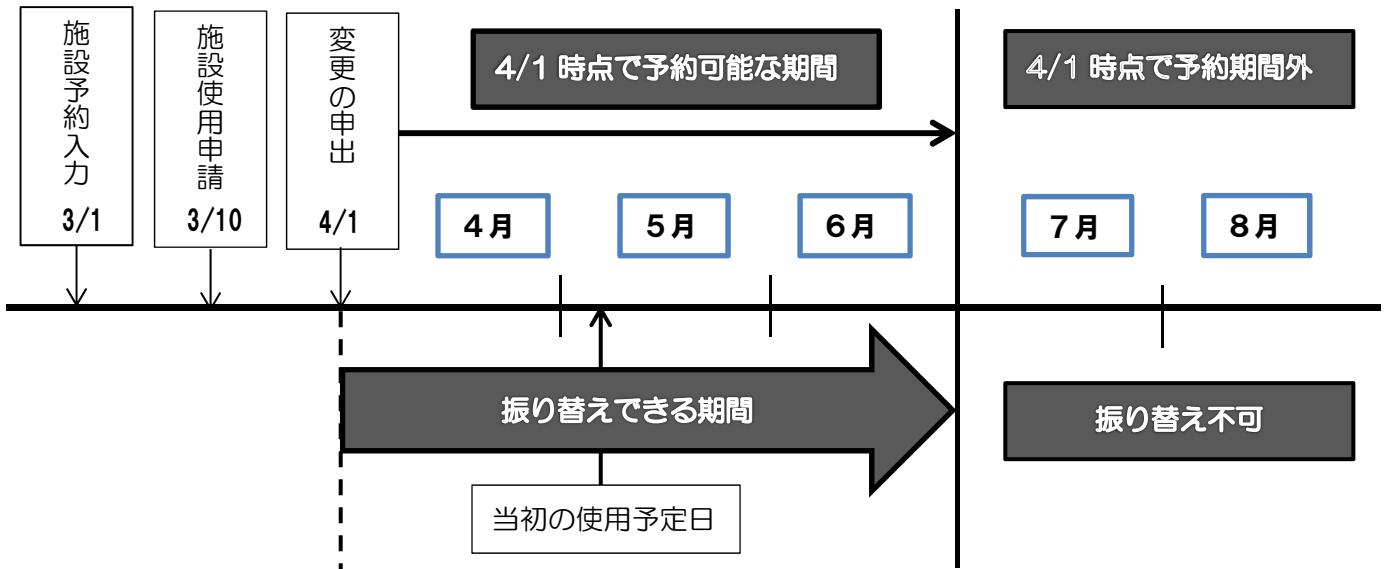 施設予約入力
3/1
施設使用申請
3/10
変更の申出
4/1
4/1 時点で予約可能な期間
4/1 時点で予約期間外
4月
5月
6月
7月
8月
振り替えできる期間
振り替え不可
当初の使用予定日